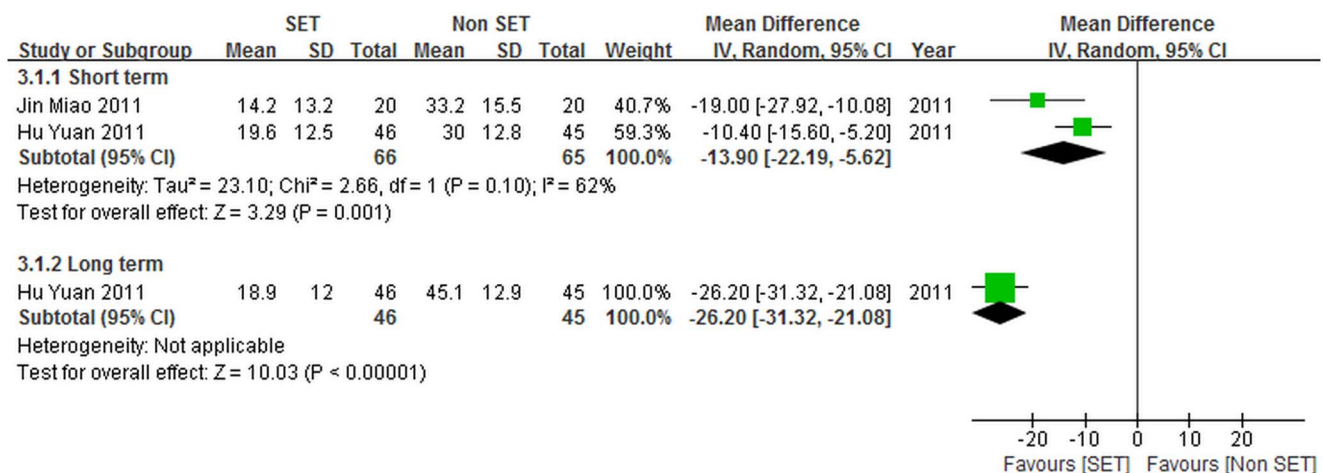 SET Non SET Mean Difference Mean Difference
Study or Subgroup Mean SD Total Mean SD Total Weight IV, Random, 95% CI Year IV, Random, 95% CI
3.1.1 Short term
Jin Miao 2011 14.2 13.2 20 33.2 15.5 20 40.7% -19.00 [-27.92, -10.08] 2011
Hu Yuan 2011 19.6 12.5 46 30 12.8 45 59.3% -10.40 [-15.60, -5.20] 2011
Subtotal (95% CI) 66 65 100.0% -13.90 [-22.19, -5.62]
Heterogeneity: Tau² = 23.10; Chi² = 2.66, df = 1 (P = 0.10); I² = 62%
Test for overall effect: Z = 3.29 (P = 0.001)
3.1.2 Long term
Hu Yuan 2011 18.9 12 46 45.1 12.9 45 100.0% -26.20 [-31.32, -21.08] 2011
Subtotal (95% CI) 46 45 100.0% -26.20 [-31.32, -21.08]
Heterogeneity: Not applicable
Test for overall effect: Z = 10.03 (P < 0.00001)
-20 -10 0 10 20
Favours [SET] Favours [Non SET]